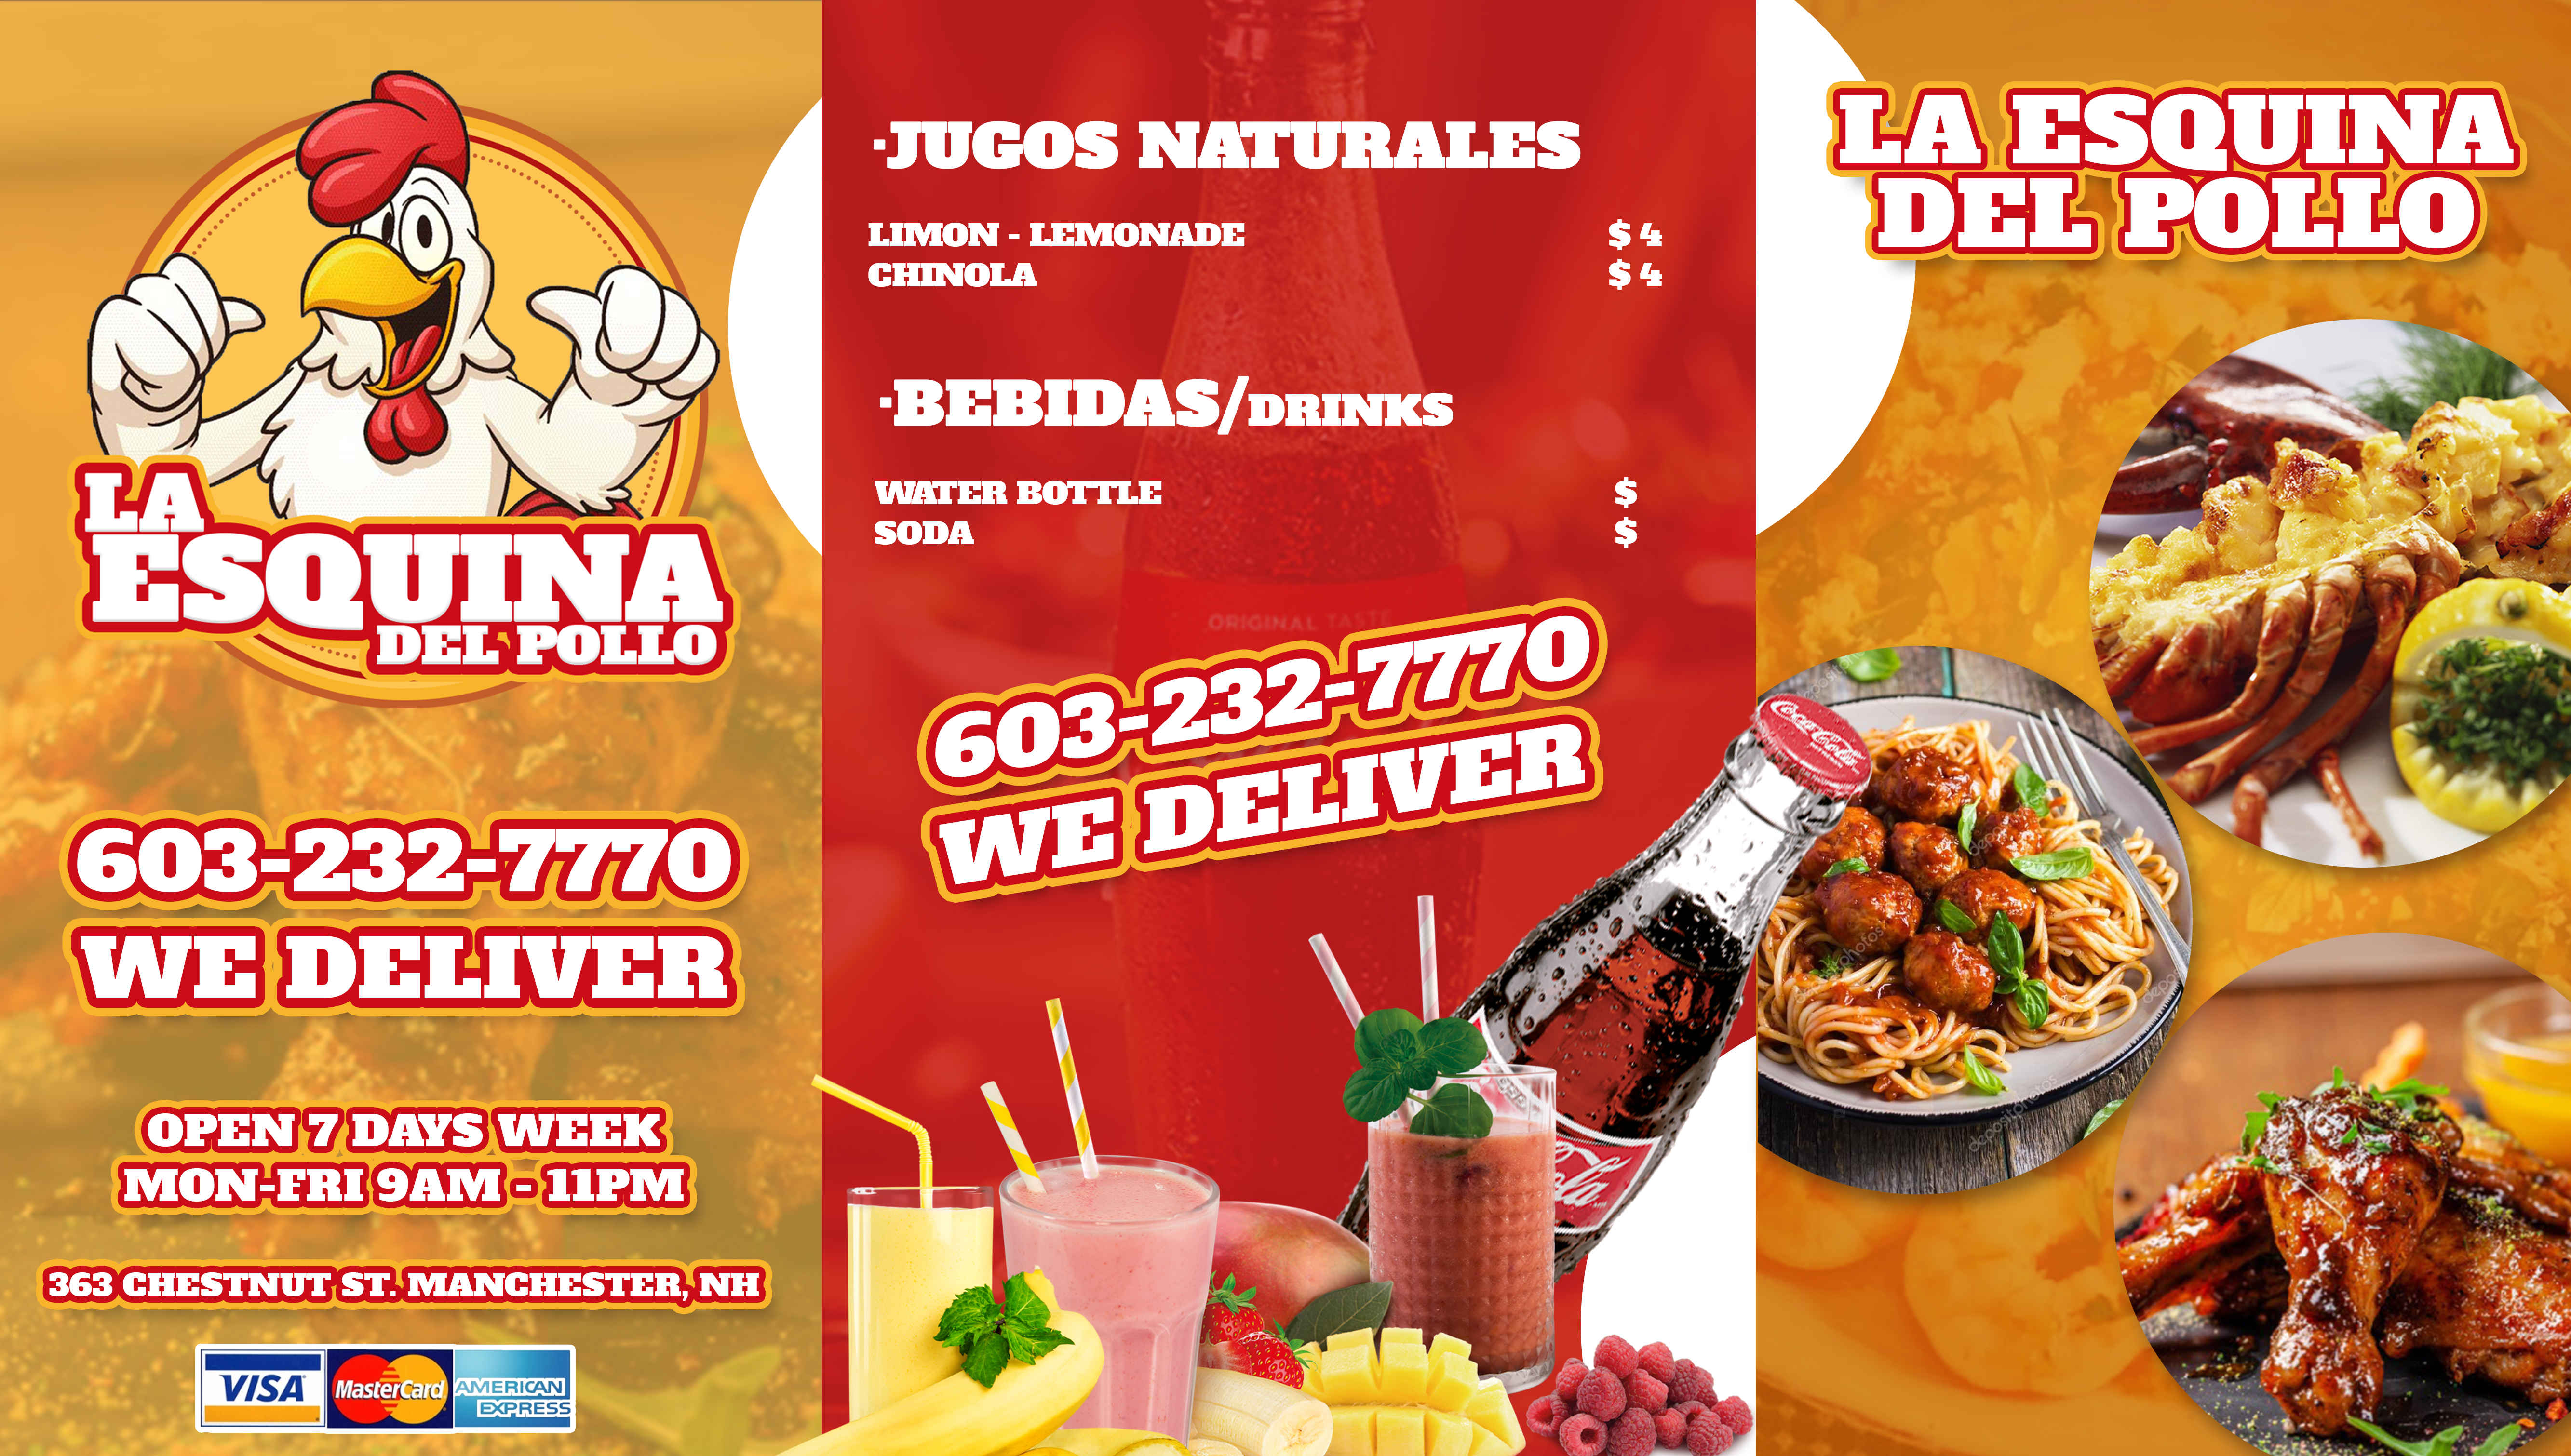 LA
ESQUINA
DEL POLLO
603-232-7770
WE DELIVER
OPEN 7 DAYS WEEK
MON-FRI 9AM - 11PM
363 CHESTNUT ST. MANCHESTER, NH
VISA
MasterCard
AMERICAN
EXPRESS
·JUGOS NATURALES
LIMON - LEMONADE $ 4
CHINOLA $ 4
·BEBIDAS/DRINKS
WATER BOTTLE $
SODA $
ORIGINAL TASTE
603-232-7770
WE DELIVER
Coca-Cola
LA ESQUINA
DEL POLLO
depositphotos